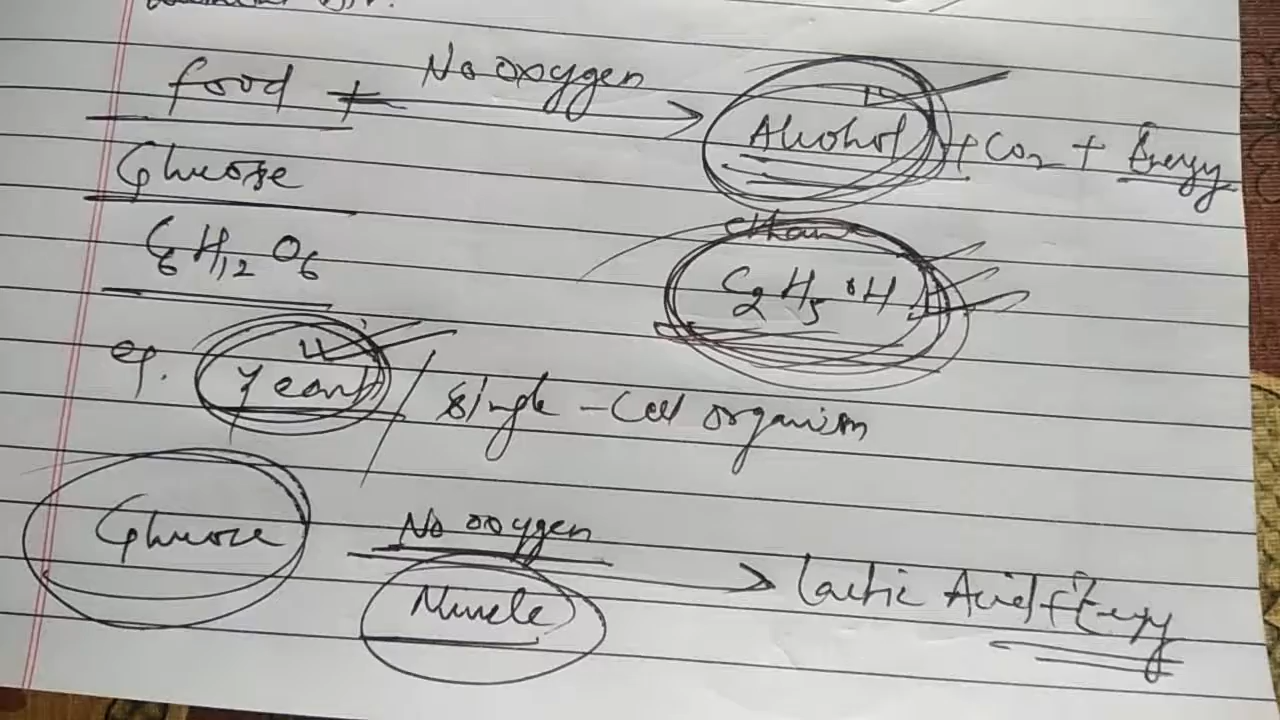 food + No oxygen → Alcohol + CO2 + Energy
Glucose
C6H12O6 C2H5OH
eg. Yeast / Single-Cell organism
Glucose No oxygen → Lactic Acid + Energy
Muscle